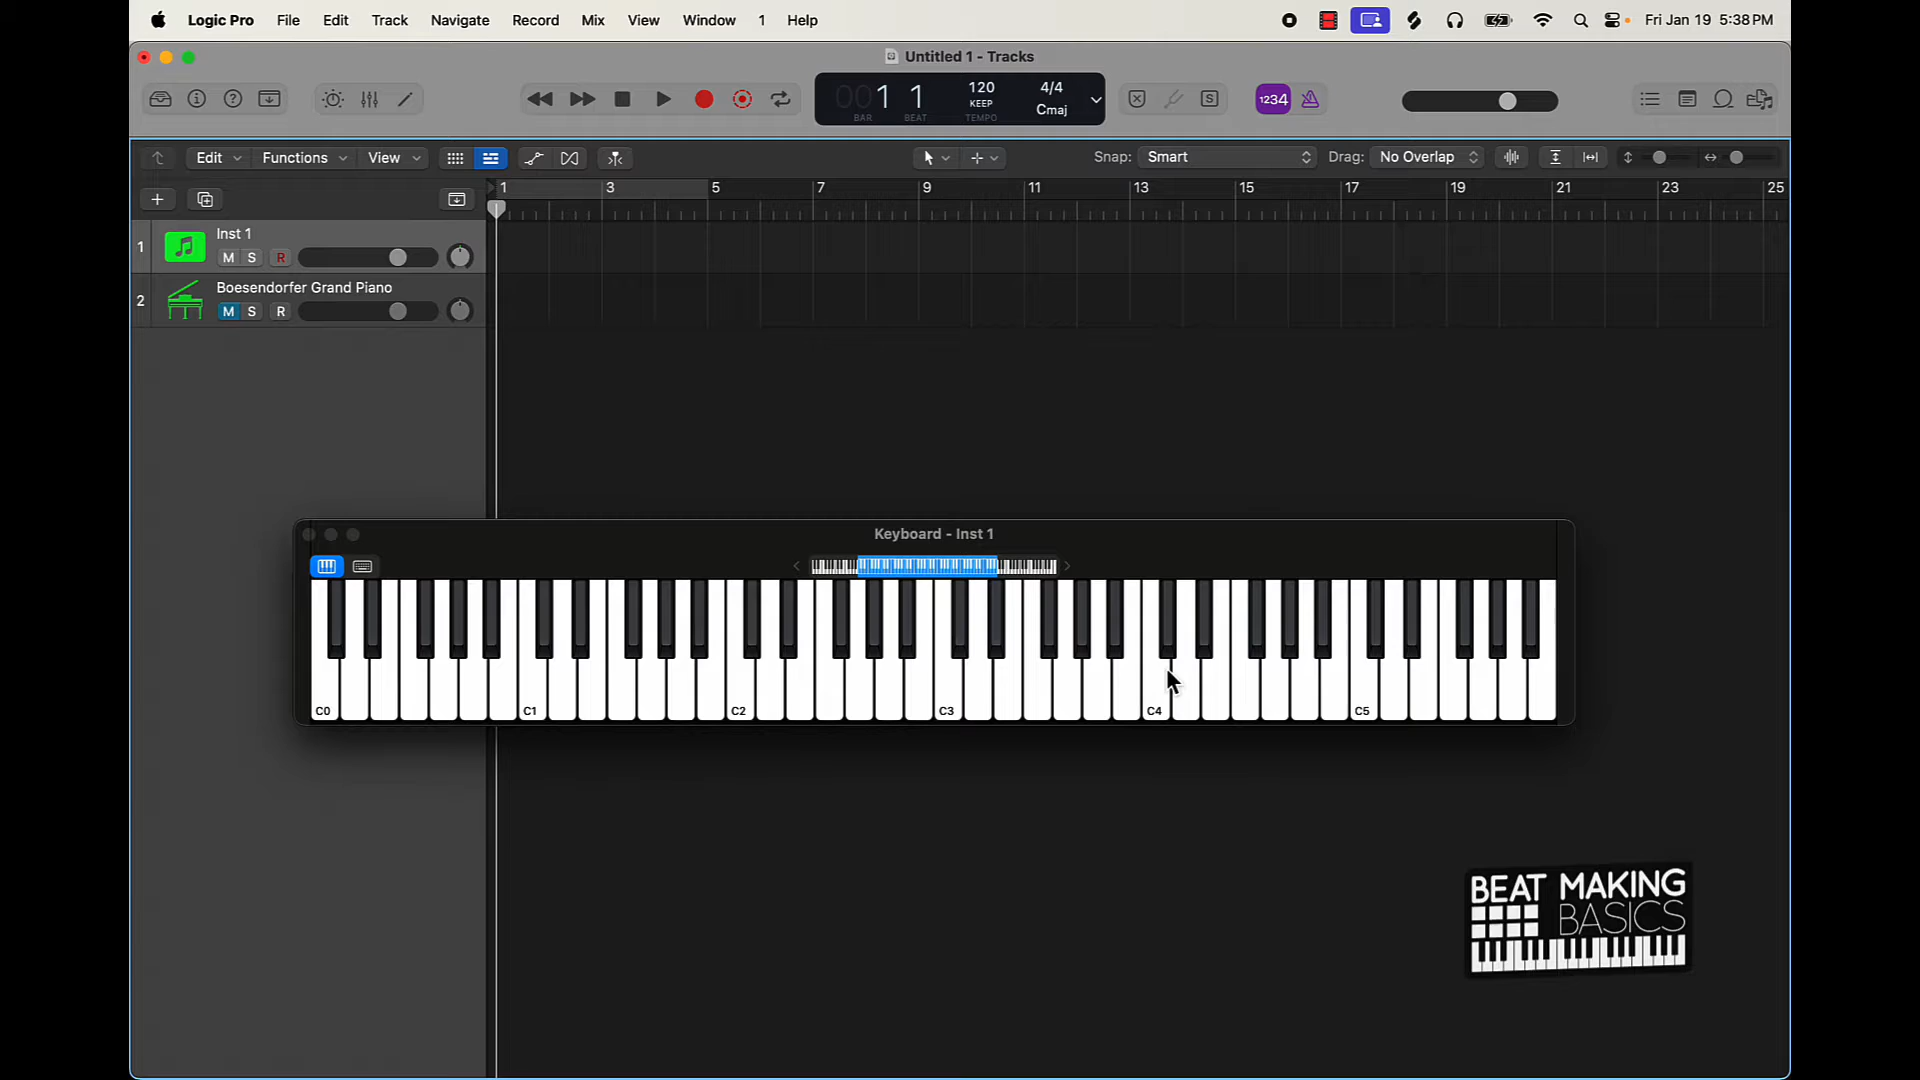 Logic Pro File Edit Track Navigate Record Mix View Window 1 Help Fri Jan 19 5:38 PM
Untitled 1 - Tracks
001 1 120 4/4
KEEP Cmaj
BAR BEAT TEMPO
1234
S
Edit Functions View Snap: Smart Drag: No Overlap
1 3 5 7 9 11 13 15 17 19 21 23 25
1 Inst 1
M S R
2 Boesendorfer Grand Piano
M S R
Keyboard - Inst 1
C0 C1 C2 C3 C4 C5
BEAT MAKING
BASICS